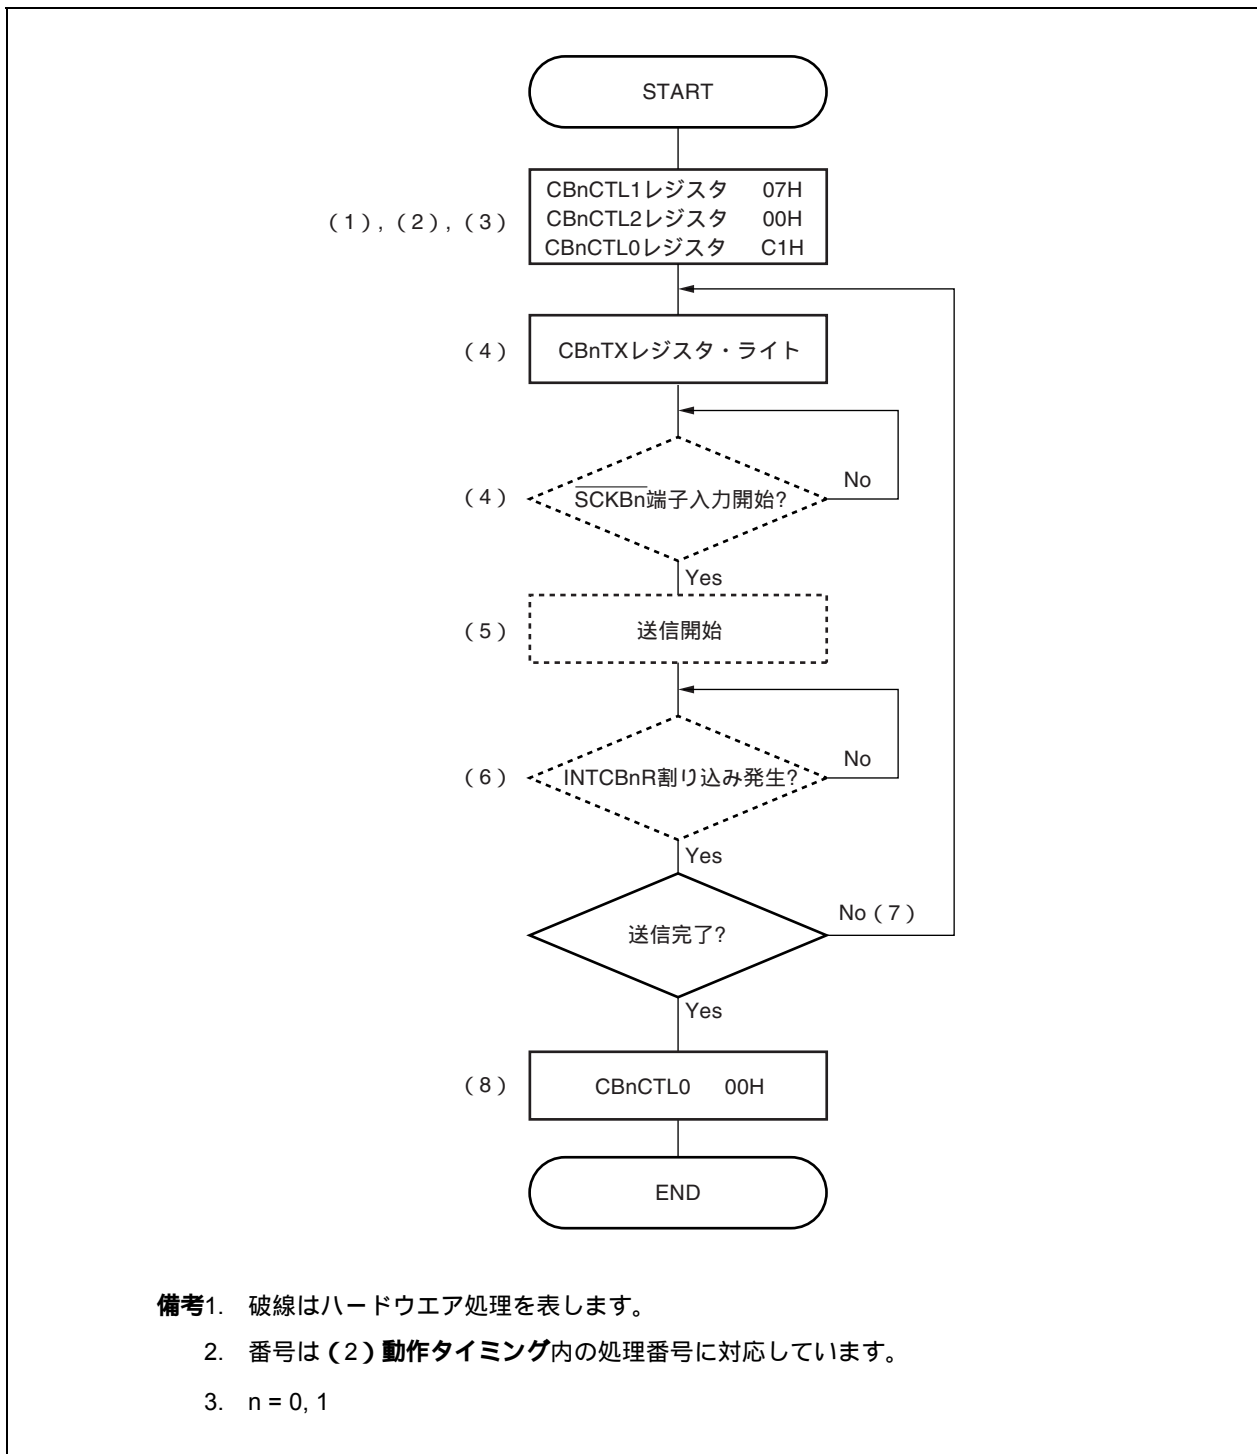 START
CBnCTL1レジスタ 07H
（1），（2），（3） CBnCTL2レジスタ 00H
CBnCTL0レジスタ C1H
（4） CBnTXレジスタ・ライト
No
（4） SCKBn端子入力開始?
Yes
（5） 送信開始
No
（6） INTCBnR割り込み発生?
Yes
No（7）
送信完了?
Yes
（8） CBnCTL0 00H
END
備考1. 破線はハードウエア処理を表します。
2. 番号は（2）動作タイミング内の処理番号に対応しています。
3. n = 0, 1